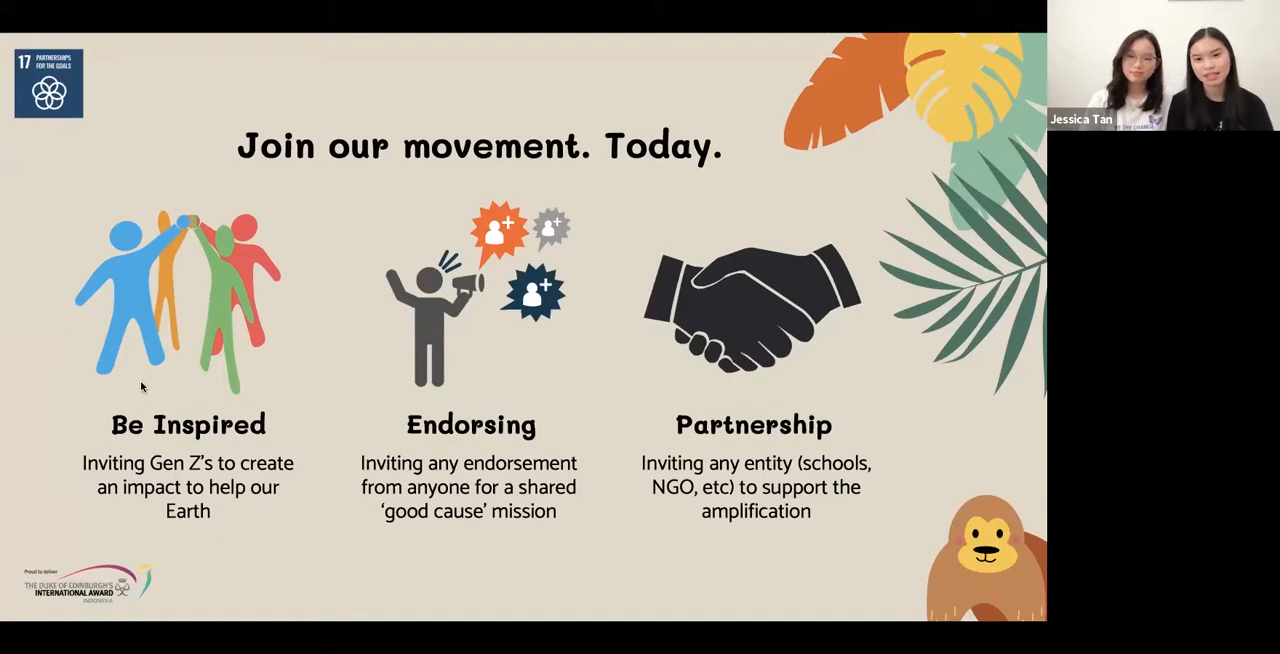 17 PARTNERSHIPS
FOR THE GOALS
Jessica Tan
THE CHANGE
Join our movement. Today.
Be Inspired
Inviting Gen Z's to create
an impact to help our
Earth
Endorsing
Inviting any endorsement
from anyone for a shared
‘good cause’ mission
Partnership
Inviting any entity (schools,
NGO, etc) to support the
amplification
Proud to deliver
THE DUKE OF EDINBURGH'S
INTERNATIONAL AWARD
INDONESIA